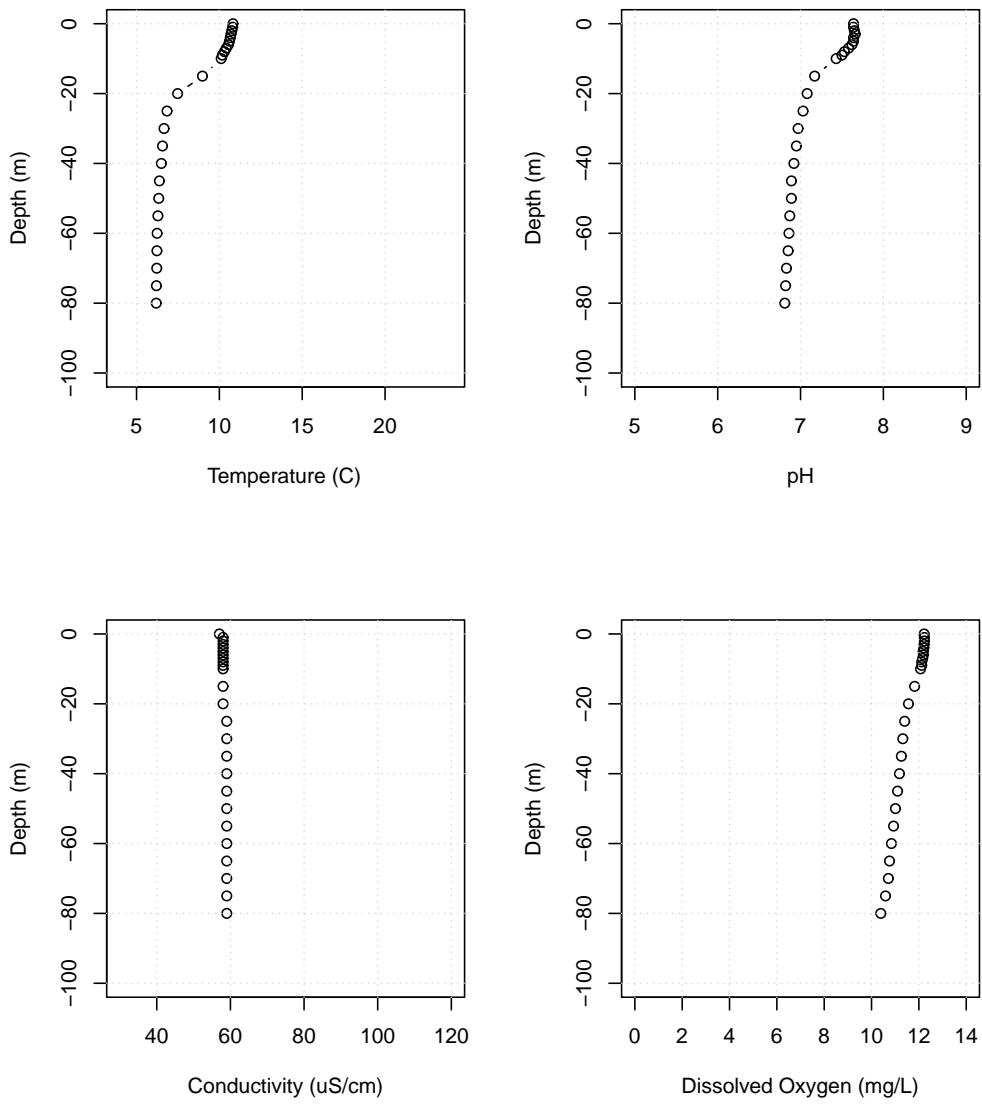 0
−20
−40
−60
−80
−100
Depth (m)
5 10 15 20
Temperature (C)
0
−20
−40
−60
−80
−100
Depth (m)
5 6 7 8 9
pH
0
−20
−40
−60
−80
−100
Depth (m)
40 60 80 100 120
Conductivity (uS/cm)
0
−20
−40
−60
−80
−100
Depth (m)
0 2 4 6 8 10 12 14
Dissolved Oxygen (mg/L)